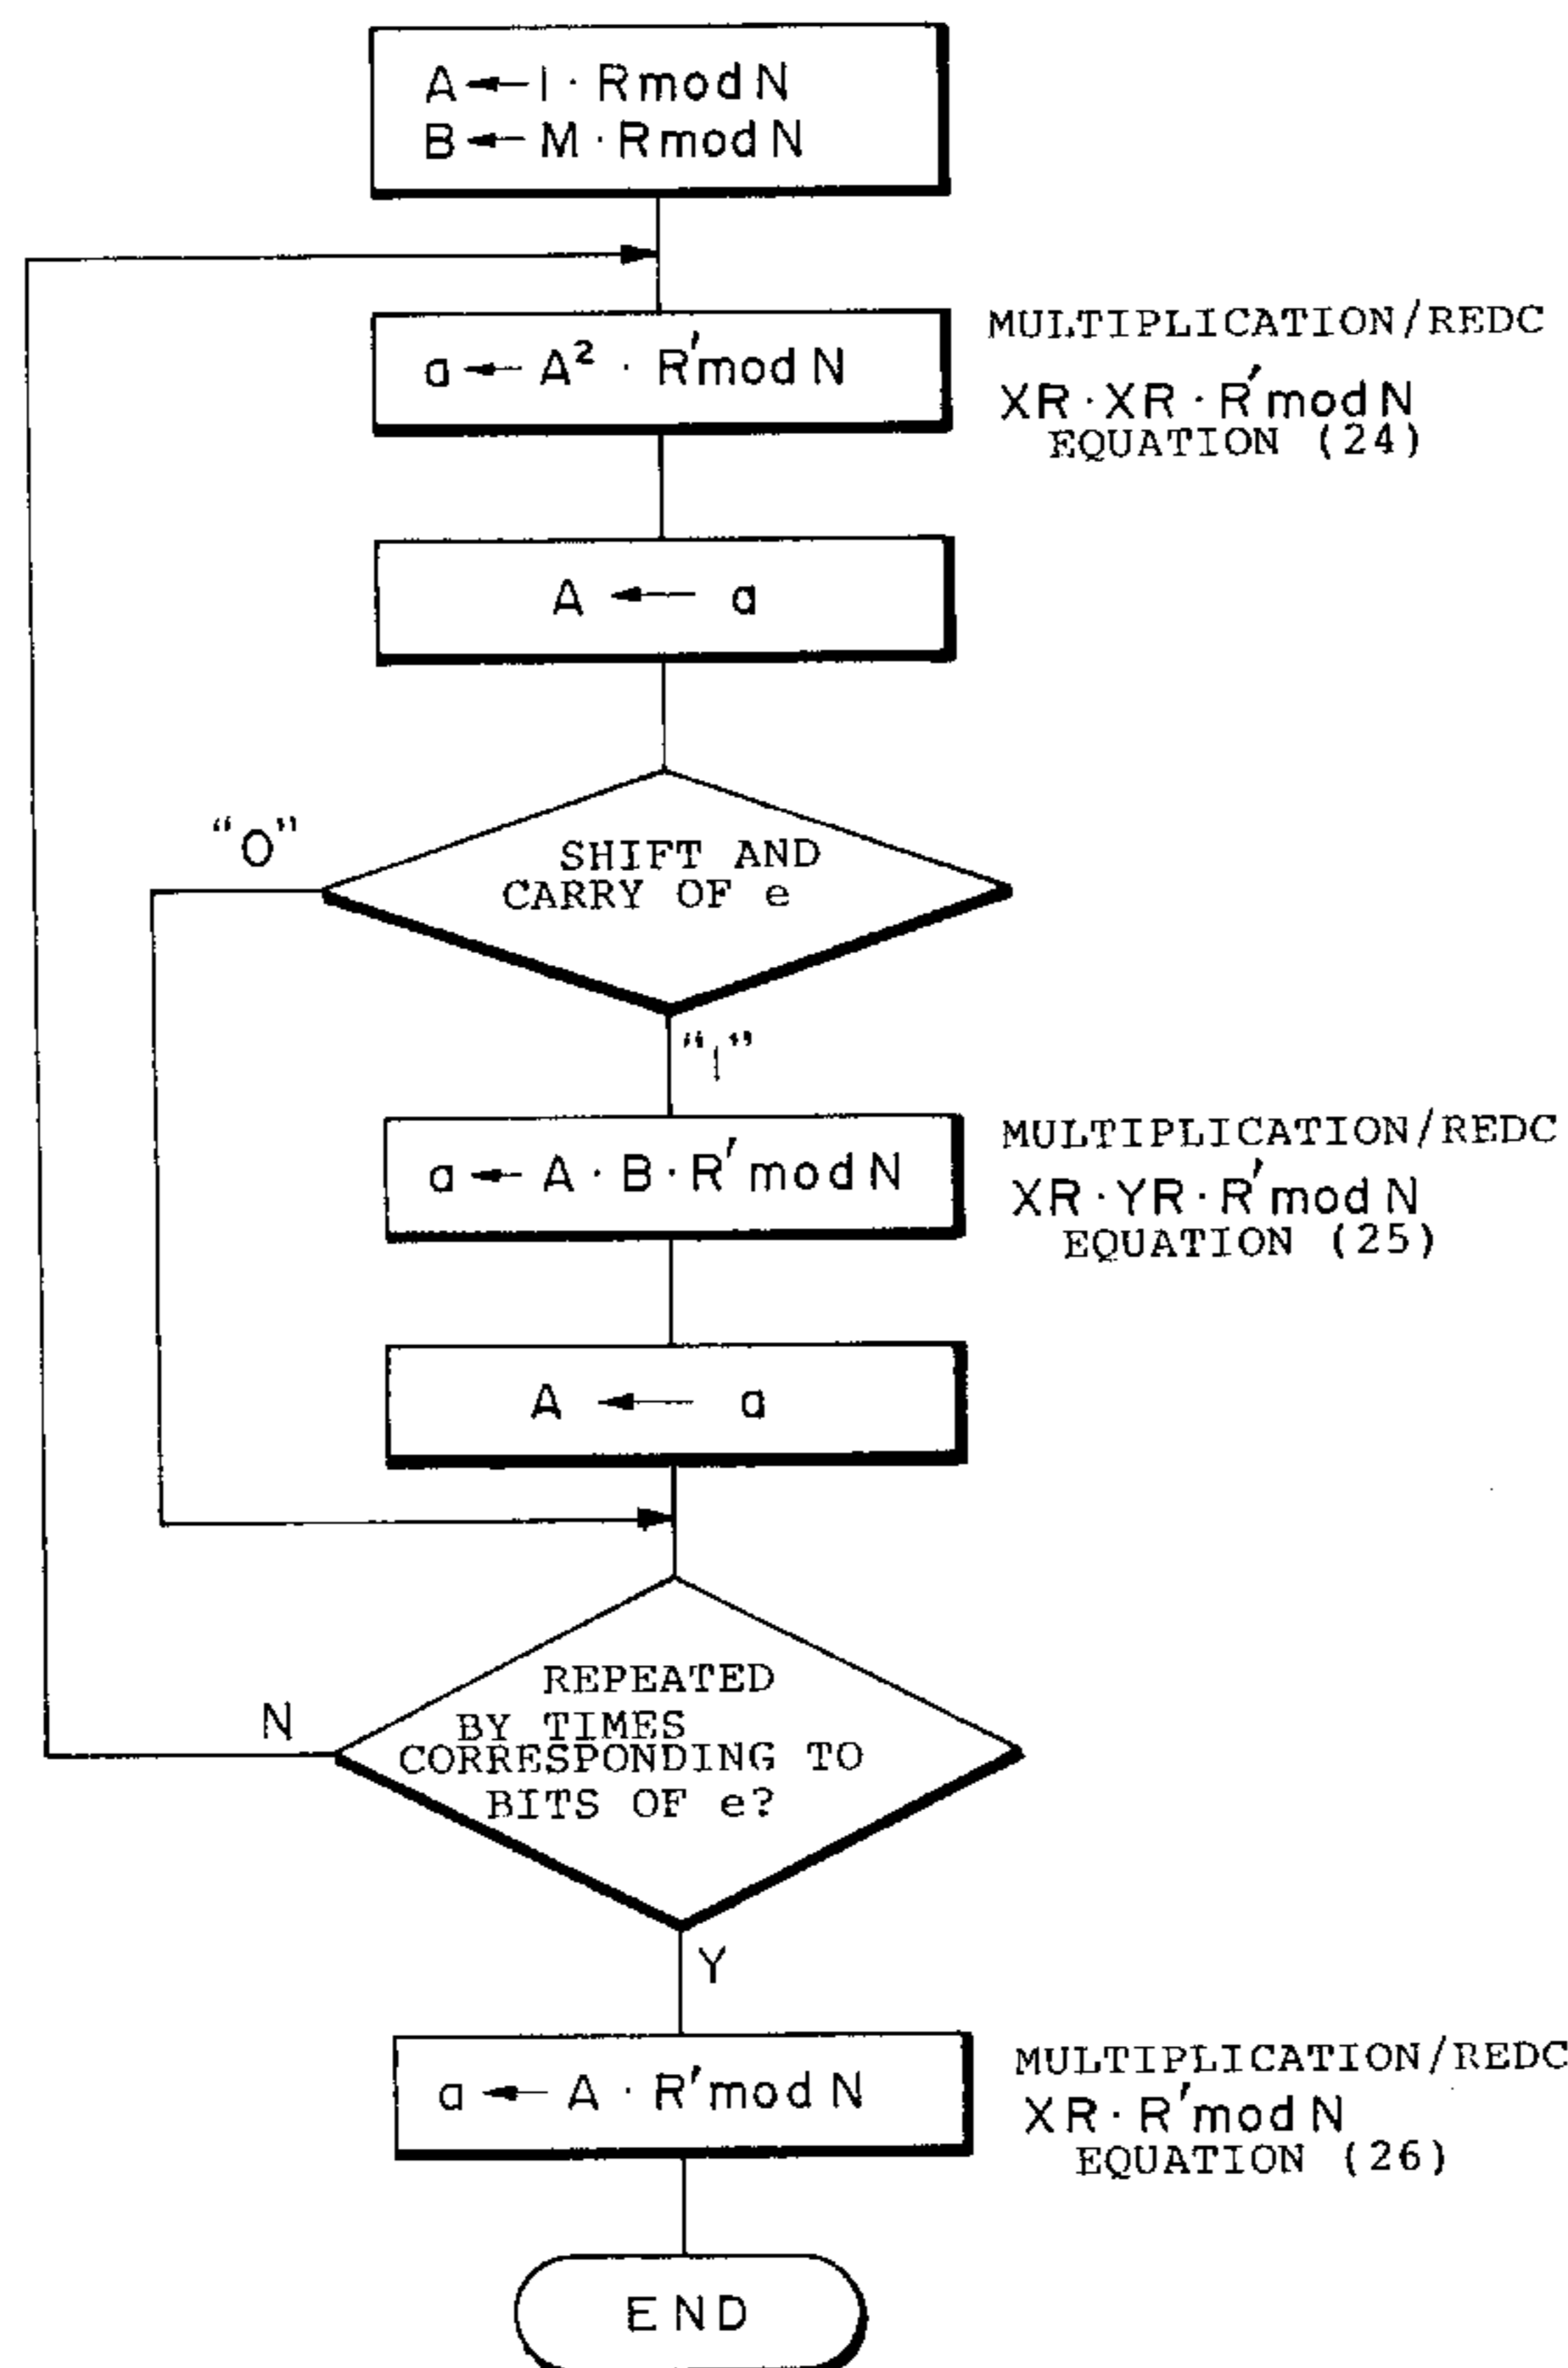 A ← 1 · R mod N
B ← M · R mod N
a ← A² · R′ mod N
MULTIPLICATION/REDC
XR · XR · R′ mod N
EQUATION (24)
A ← a
"0"
SHIFT AND
CARRY OF e
"1"
a ← A · B · R′ mod N
MULTIPLICATION/REDC
XR · YR · R′ mod N
EQUATION (25)
A ← a
REPEATED
BY TIMES
CORRESPONDING TO
BITS OF e?
N
Y
a ← A · R′ mod N
MULTIPLICATION/REDC
XR · R′ mod N
EQUATION (26)
END